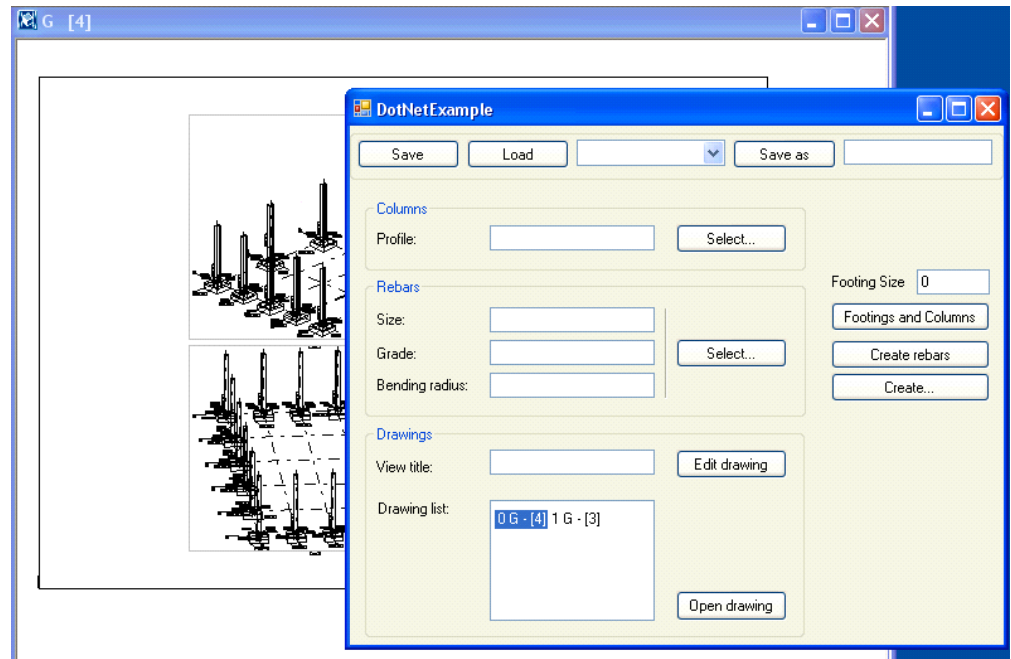 G [4]
DotNetExample
Save
Load
Save as
Columns
Profile:
Select...
Rebars
Size:
Grade:
Select...
Bending radius:
Drawings
View title:
Edit drawing
Drawing list:
0 G - [4] 1 G - [3]
Open drawing
Footing Size 0
Footings and Columns
Create rebars
Create...